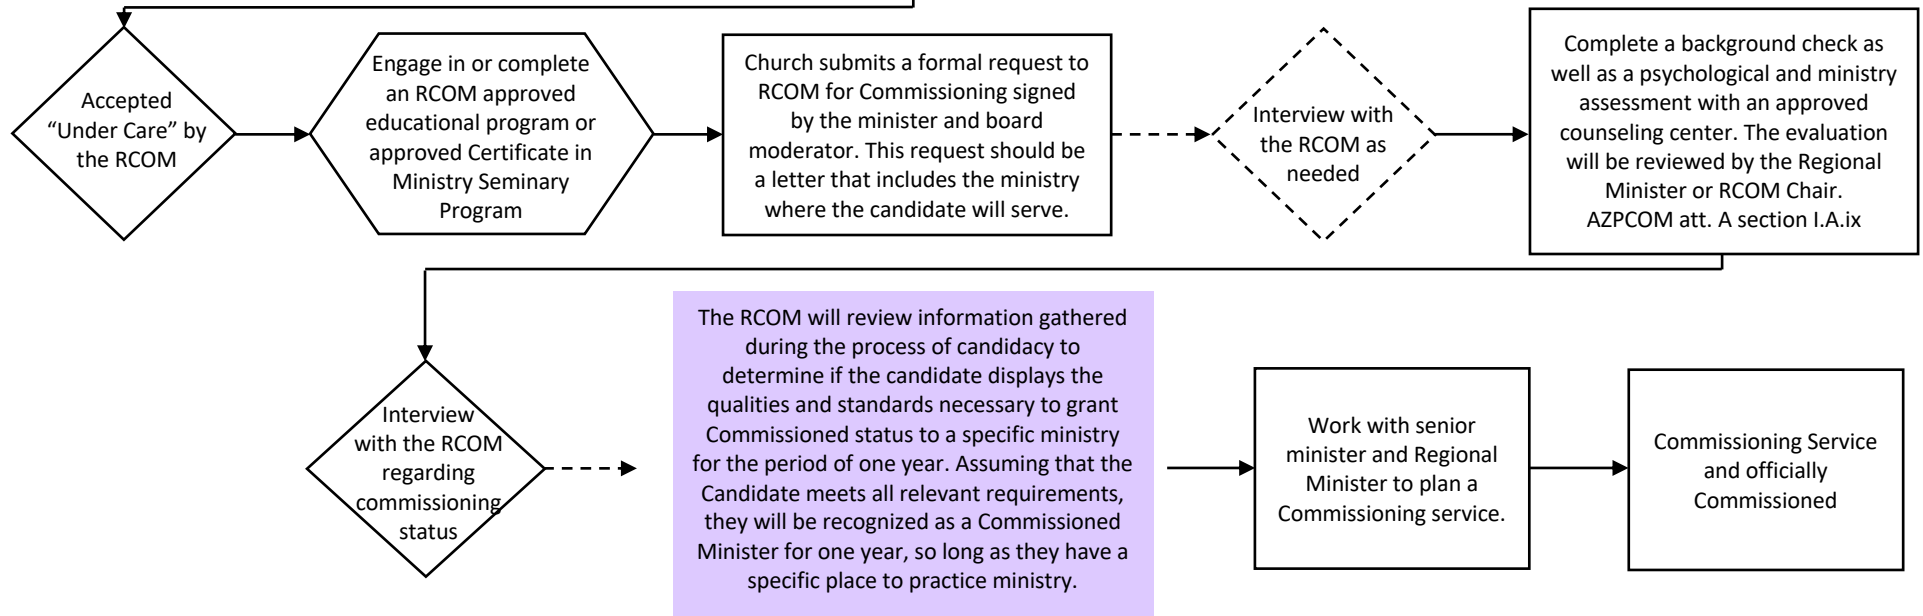 Accepted
“Under Care” by
the RCOM
Engage in or complete
an RCOM approved
educational program or
approved Certificate in
Ministry Seminary
Program
Church submits a formal request to
RCOM for Commissioning signed
by the minister and board
moderator. This request should be
a letter that includes the ministry
where the candidate will serve.
Interview with
the RCOM as
needed
Complete a background check as
well as a psychological and ministry
assessment with an approved
counseling center. The evaluation
will be reviewed by the Regional
Minister or RCOM Chair.
AZPCOM att. A section I.A.ix
Interview
with the RCOM
regarding
commissioning
status
The RCOM will review information gathered
during the process of candidacy to
determine if the candidate displays the
qualities and standards necessary to grant
Commissioned status to a specific ministry
for the period of one year. Assuming that the
Candidate meets all relevant requirements,
they will be recognized as a Commissioned
Minister for one year, so long as they have a
specific place to practice ministry.
Work with senior
minister and Regional
Minister to plan a
Commissioning service.
Commissioning Service
and officially
Commissioned